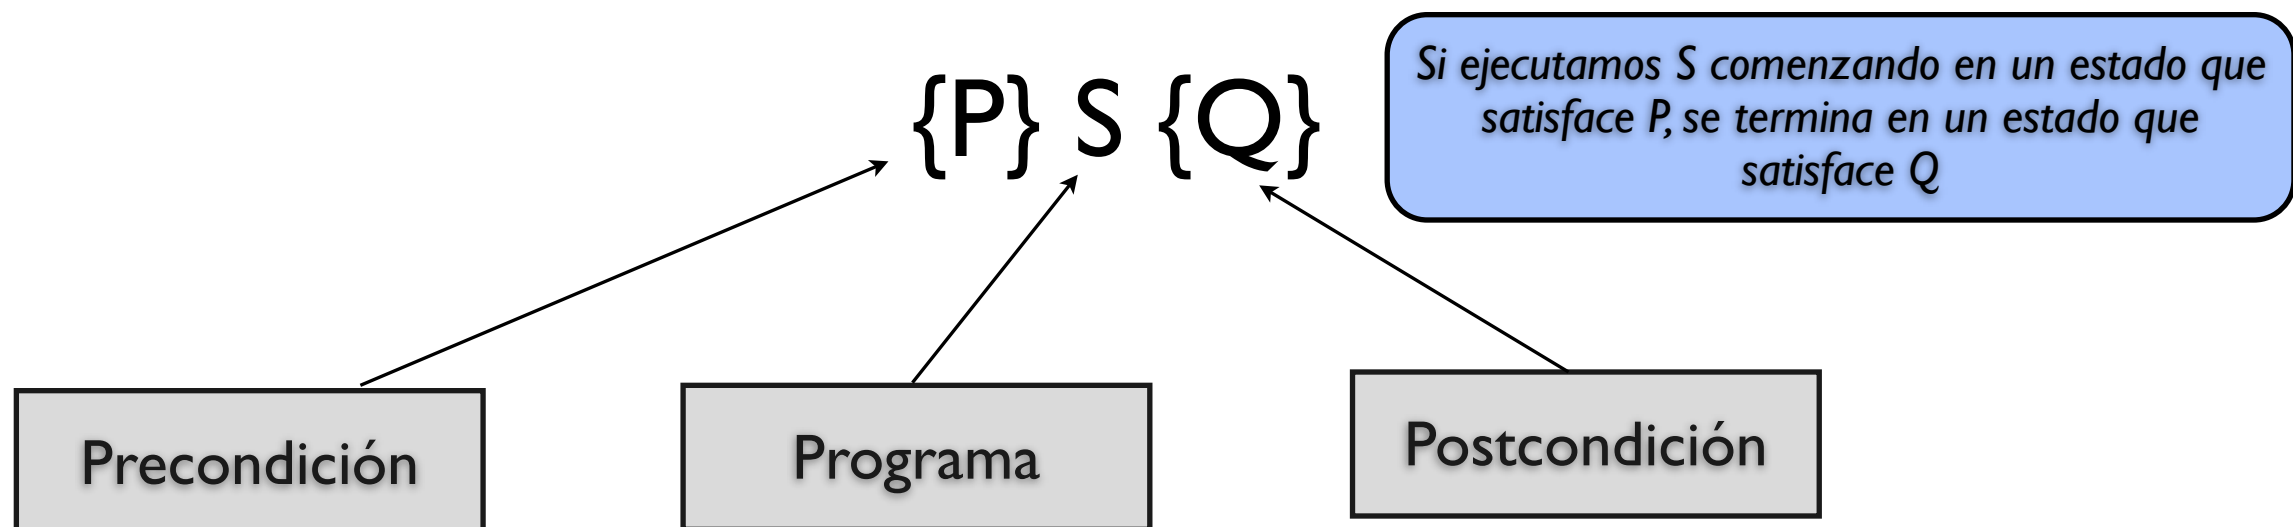 {P} S {Q}
Si ejecutamos S comenzando en un estado que
satisface P, se termina en un estado que
satisface Q
Precondición
Programa
Postcondición